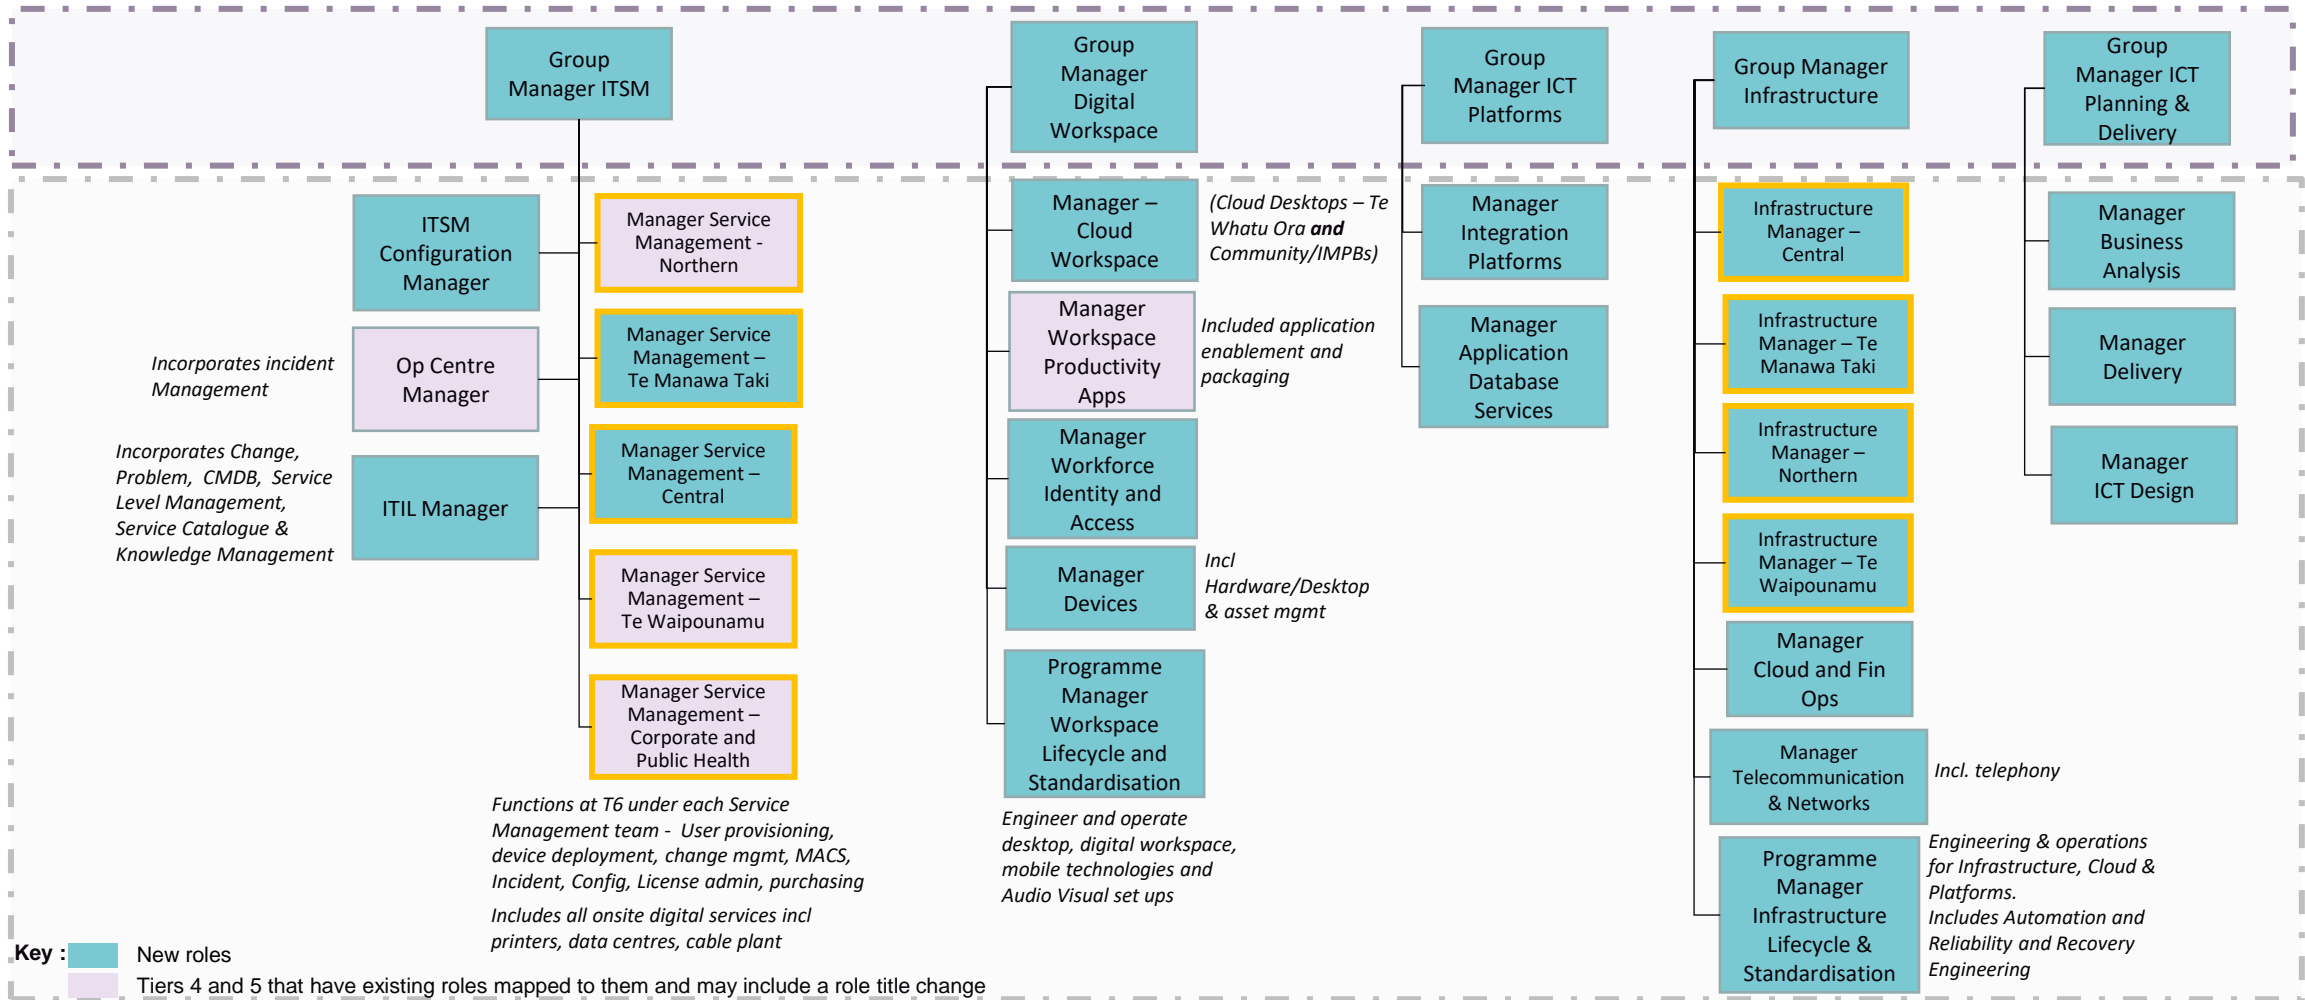 Group
Manager ITSM
Group
Manager
Digital
Workspace
Group
Manager ICT
Platforms
Group Manager
Infrastructure
Group
Manager ICT
Planning &
Delivery
ITSM
Configuration
Manager
Incorporates incident
Management
Op Centre
Manager
Incorporates Change,
Problem, CMDB, Service
Level Management,
Service Catalogue &
Knowledge Management
ITIL Manager
Manager Service
Management -
Northern
Manager Service
Management –
Te Manawa Taki
Manager Service
Management –
Central
Manager Service
Management –
Te Waipounamu
Manager Service
Management –
Corporate and
Public Health
Functions at T6 under each Service
Management team - User provisioning,
device deployment, change mgmt, MACS,
Incident, Config, License admin, purchasing
Includes all onsite digital services incl
printers, data centres, cable plant
Manager –
Cloud
Workspace
(Cloud Desktops – Te
Whatu Ora and
Community/IMPBs)
Manager
Workspace
Productivity
Apps
Included application
enablement and
packaging
Manager
Workforce
Identity and
Access
Manager
Devices
Incl
Hardware/Desktop
& asset mgmt
Programme
Manager
Workspace
Lifecycle and
Standardisation
Engineer and operate
desktop, digital workspace,
mobile technologies and
Audio Visual set ups
Manager
Integration
Platforms
Manager
Application
Database
Services
Infrastructure
Manager –
Central
Infrastructure
Manager – Te
Manawa Taki
Infrastructure
Manager –
Northern
Infrastructure
Manager – Te
Waipounamu
Manager
Cloud and Fin
Ops
Manager
Telecommunication
& Networks
Incl. telephony
Programme
Manager
Infrastructure
Lifecycle &
Standardisation
Engineering & operations
for Infrastructure, Cloud &
Platforms.
Includes Automation and
Reliability and Recovery
Engineering
Manager
Business
Analysis
Manager
Delivery
Manager
ICT Design
Key :
New roles
Tiers 4 and 5 that have existing roles mapped to them and may include a role title change